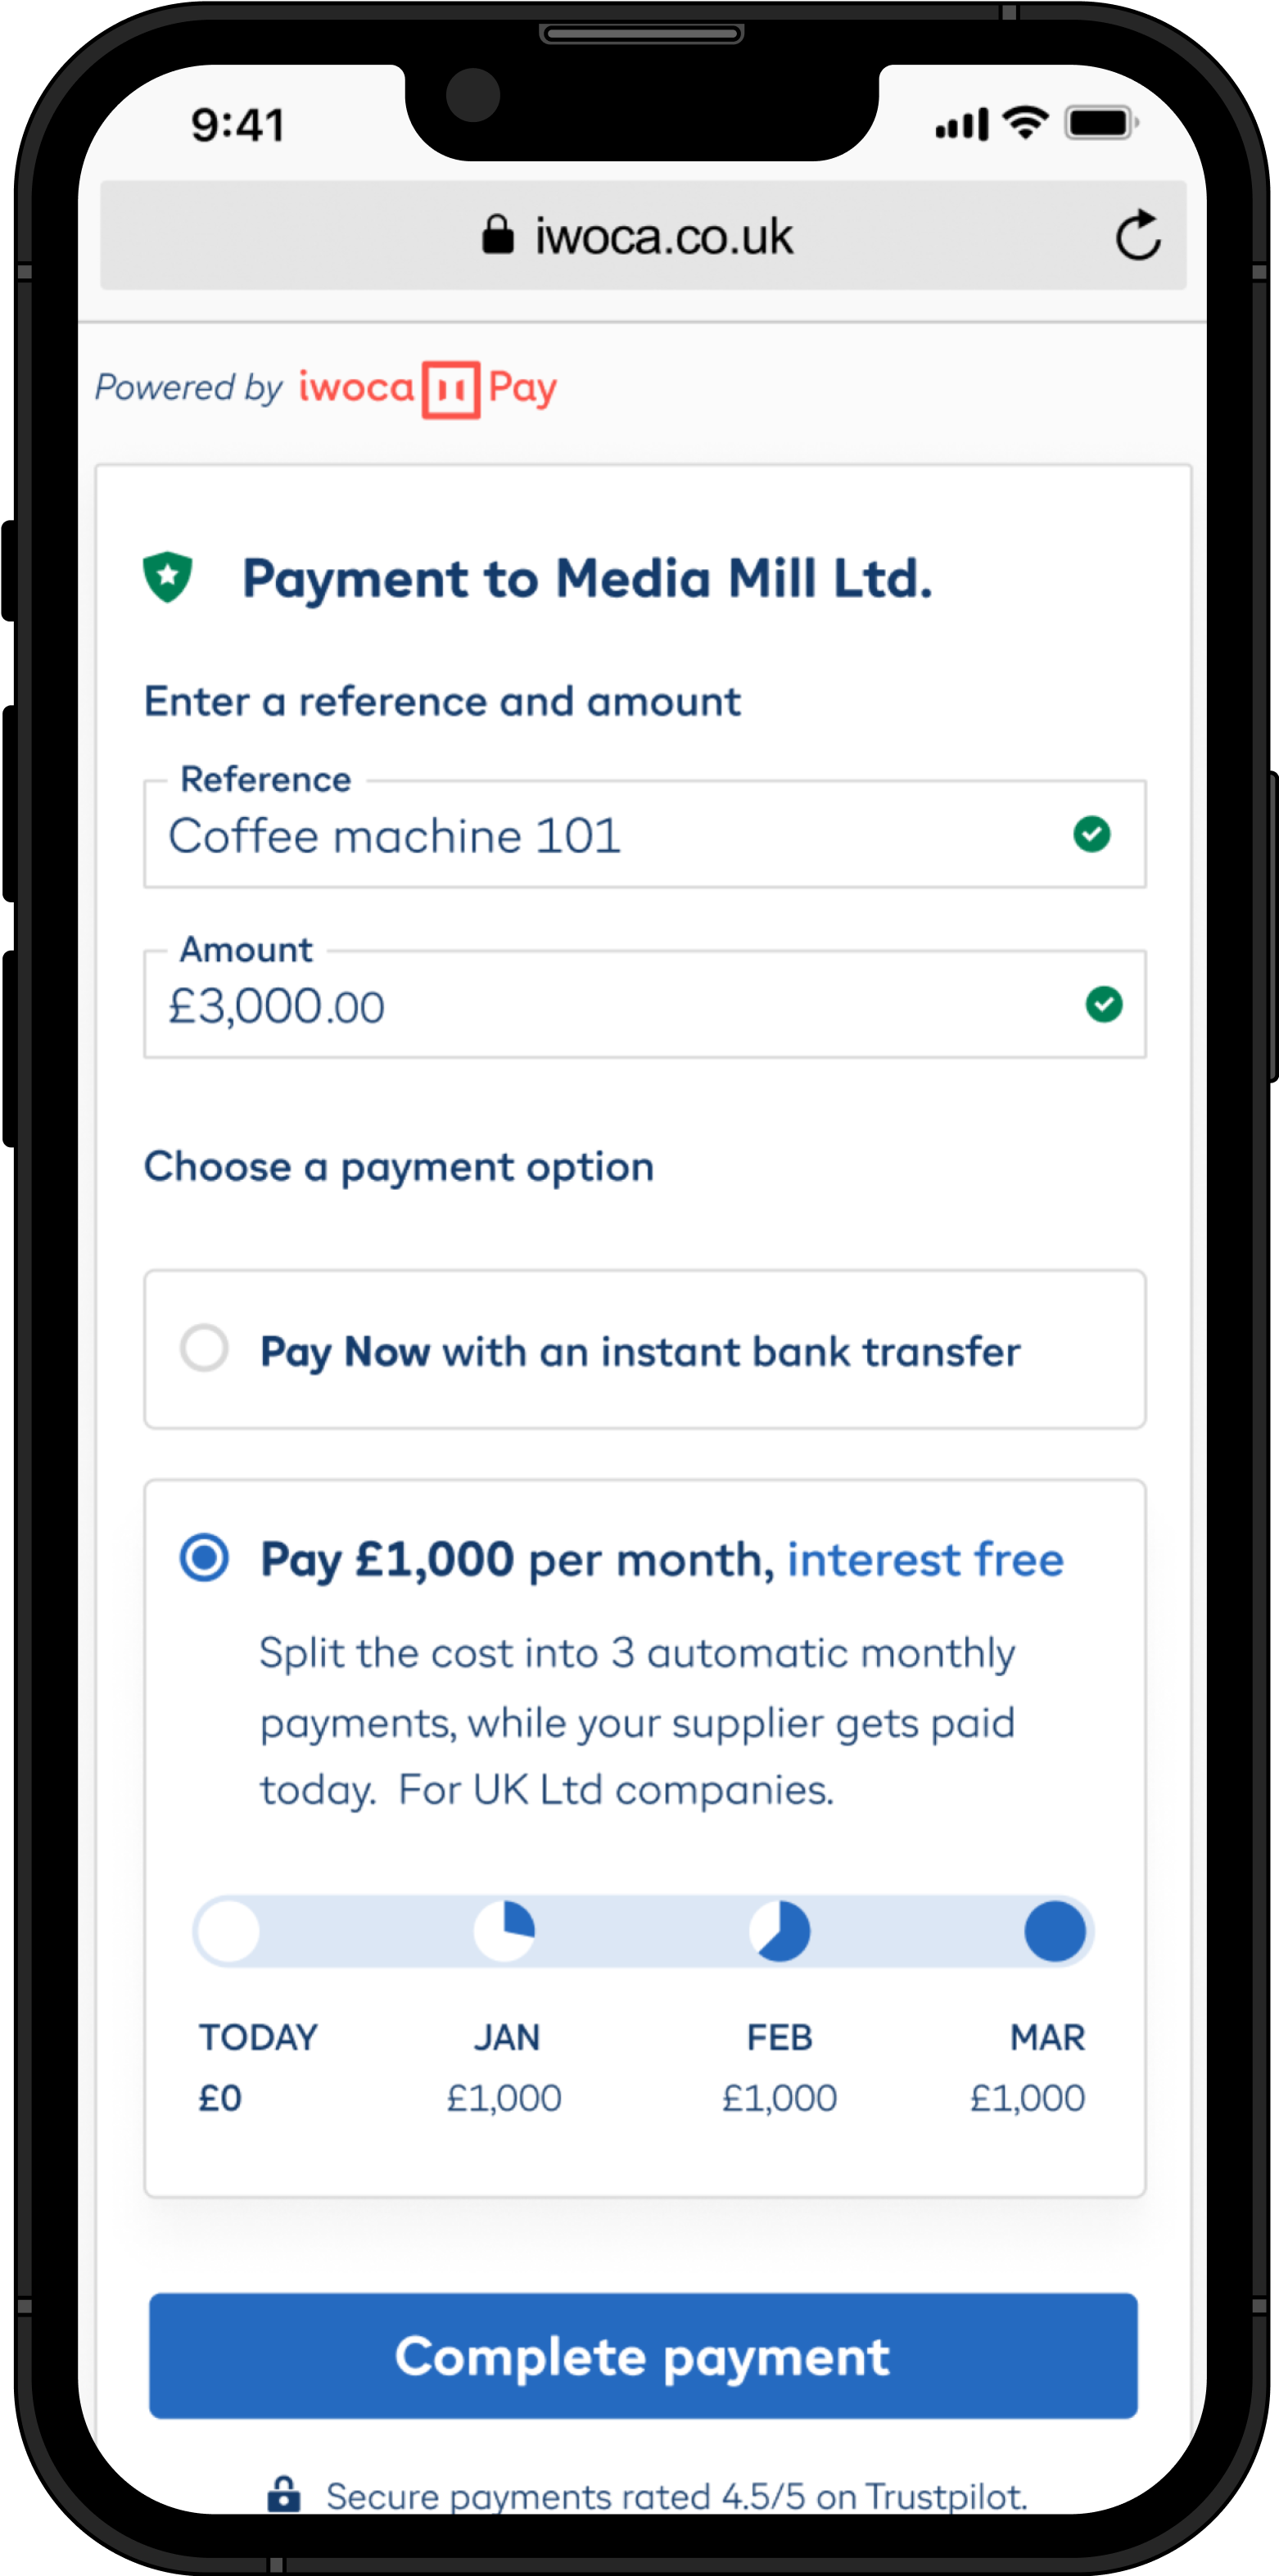 9:41
iwoca.co.uk
Powered by iwoca Pay
Payment to Media Mill Ltd.
Enter a reference and amount
Reference
Coffee machine 101
Amount
£3,000.00
Choose a payment option
Pay Now with an instant bank transfer
Pay £1,000 per month, interest free
Split the cost into 3 automatic monthly
payments, while your supplier gets paid
today. For UK Ltd companies.
TODAY JAN FEB MAR
£0 £1,000 £1,000 £1,000
Complete payment
Secure payments rated 4.5/5 on Trustpilot.